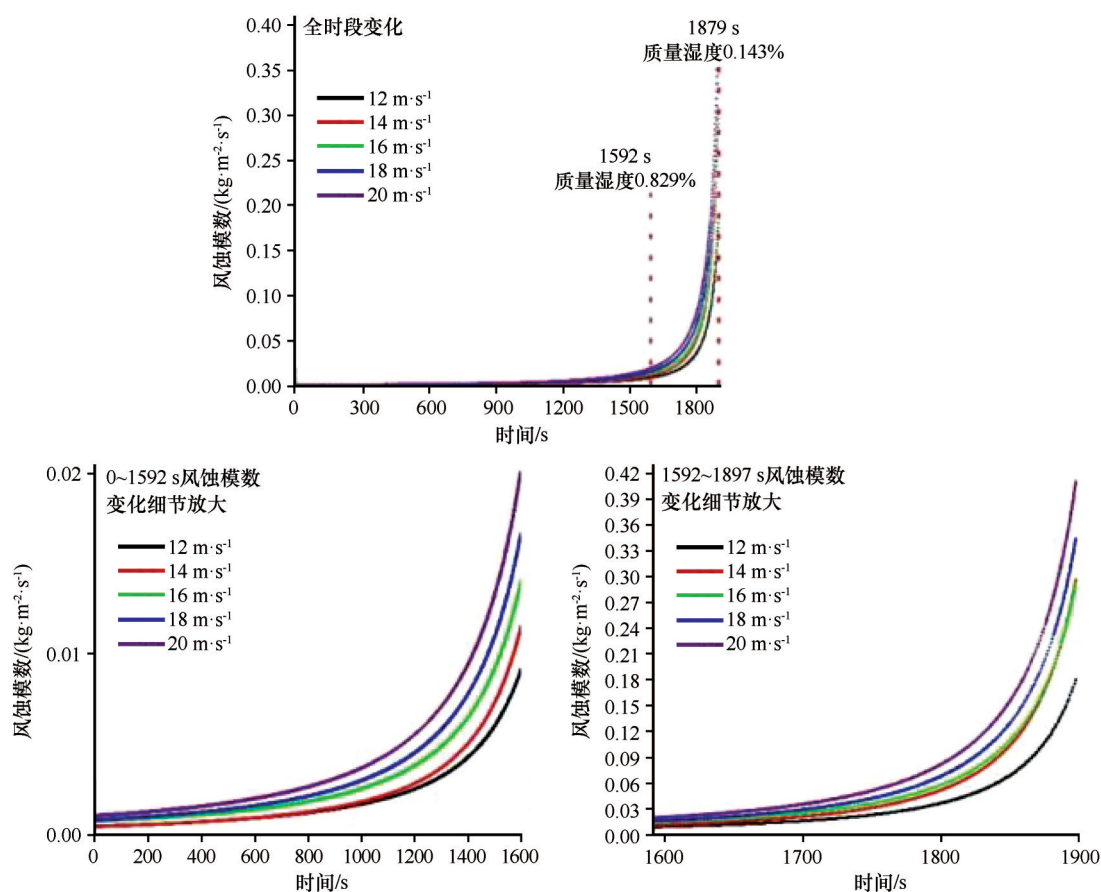 全时段变化
1879 s
质量湿度0.143%
1592 s
质量湿度0.829%
12 m·s⁻¹
14 m·s⁻¹
16 m·s⁻¹
18 m·s⁻¹
20 m·s⁻¹
风蚀模数/(kg·m⁻²·s⁻¹)
0.40
0.35
0.30
0.25
0.20
0.15
0.10
0.05
0.00
0 300 600 900 1200 1500 1800
时间/s
0~1592 s风蚀模数
变化细节放大
12 m·s⁻¹
14 m·s⁻¹
16 m·s⁻¹
18 m·s⁻¹
20 m·s⁻¹
风蚀模数/(kg·m⁻²·s⁻¹)
0.02
0.01
0.00
0 200 400 600 800 1000 1200 1400 1600
时间/s
1592~1897 s风蚀模数
变化细节放大
12 m·s⁻¹
14 m·s⁻¹
16 m·s⁻¹
18 m·s⁻¹
20 m·s⁻¹
风蚀模数/(kg·m⁻²·s⁻¹)
0.42
0.39
0.36
0.33
0.30
0.27
0.24
0.21
0.18
0.15
0.12
0.09
0.06
0.03
0.00
1600 1700 1800 1900
时间/s